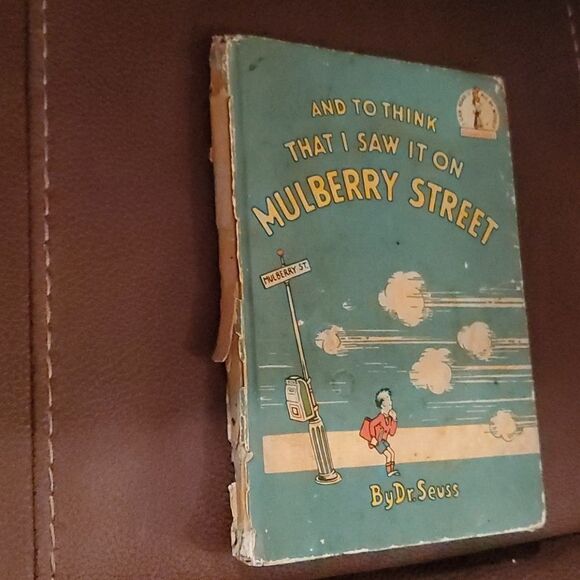 AND TO THINK
THAT I SAW IT ON
MULBERRY STREET
MULBERRY ST.
By Dr. Seuss